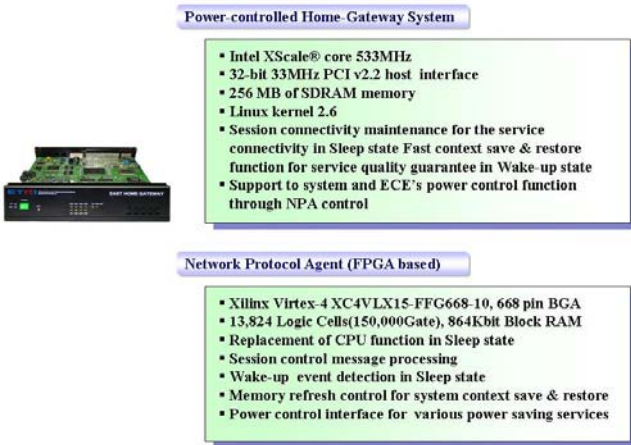 Power-controlled Home-Gateway System
▪ Intel XScale® core 533MHz
▪ 32-bit 33MHz PCI v2.2 host interface
▪ 256 MB of SDRAM memory
▪ Linux kernel 2.6
▪ Session connectivity maintenance for the service
connectivity in Sleep state Fast context save & restore
function for service quality guarantee in Wake-up state
▪ Support to system and ECE's power control function
through NPA control
EAST HOME GATEWAY
Network Protocol Agent (FPGA based)
▪ Xilinx Virtex-4 XC4VLX15-FFG668-10, 668 pin BGA
▪ 13,824 Logic Cells(150,000Gate), 864Kbit Block RAM
▪ Replacement of CPU function in Sleep state
▪ Session control message processing
▪ Wake-up event detection in Sleep state
▪ Memory refresh control for system context save & restore
▪ Power control interface for various power saving services